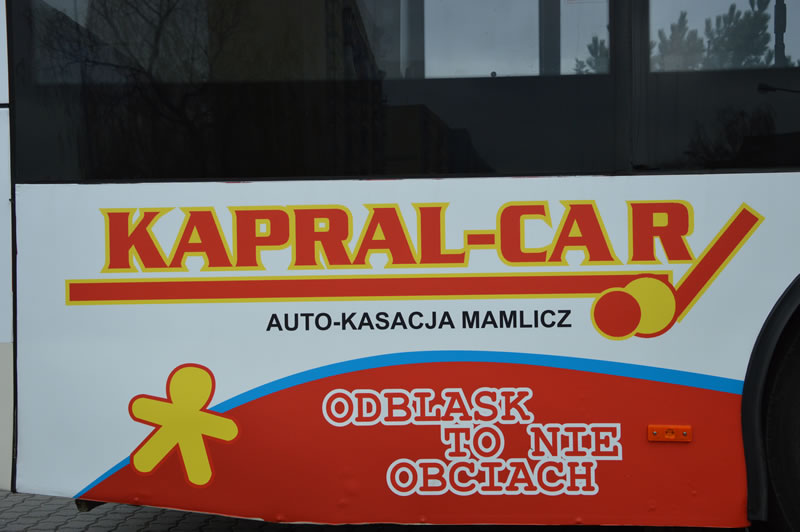 KAPRAL-CAR
AUTO-KASACJA MAMLICZ
ODBLASK
TO NIE
OBCIACH